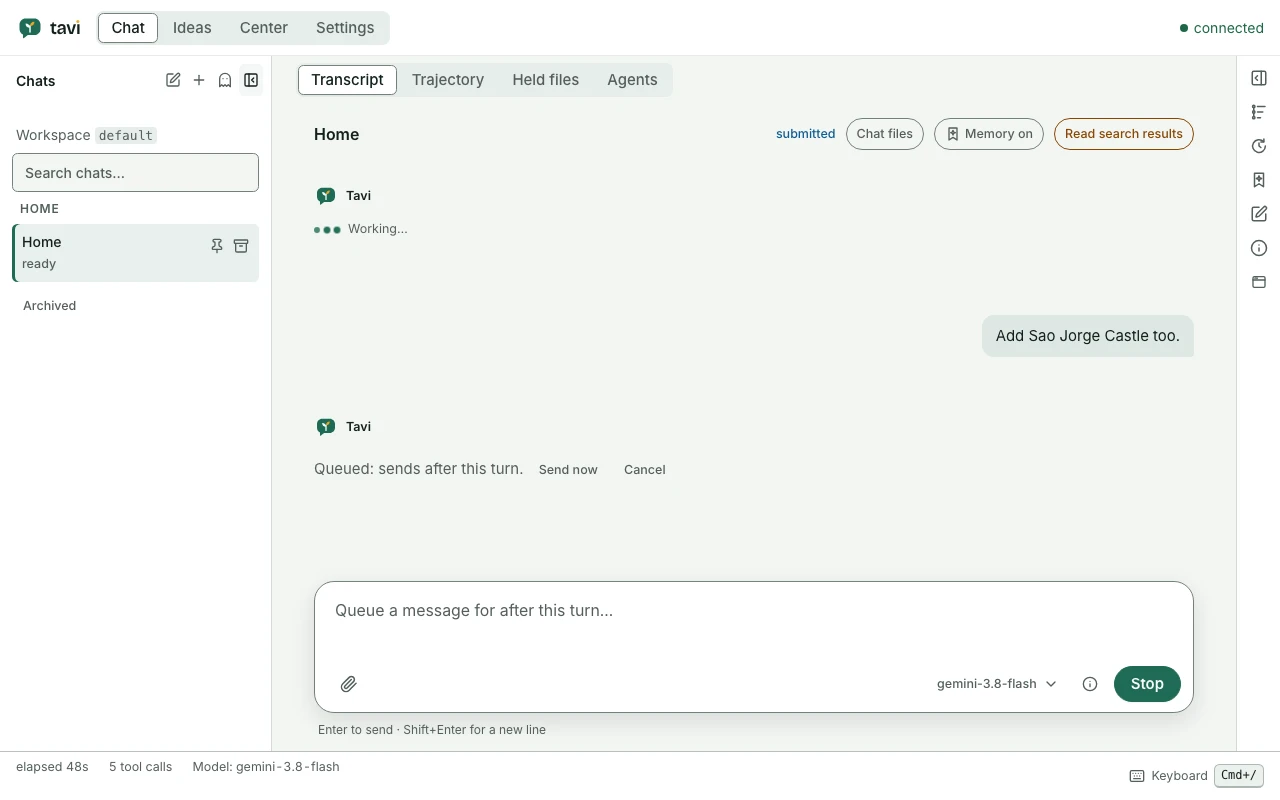 tavi
Chat Ideas Center Settings
connected
Chats
Workspace default
Search chats...
HOME
Home
ready
Archived
Transcript Trajectory Held files Agents
Home
submitted Chat files Memory on Read search results
Tavi
Working...
Add Sao Jorge Castle too.
Tavi
Queued: sends after this turn. Send now Cancel
Queue a message for after this turn...
gemini-3.8-flash Stop
Enter to send · Shift+Enter for a new line
elapsed 48s 5 tool calls Model: gemini-3.8-flash
Keyboard Cmd+/